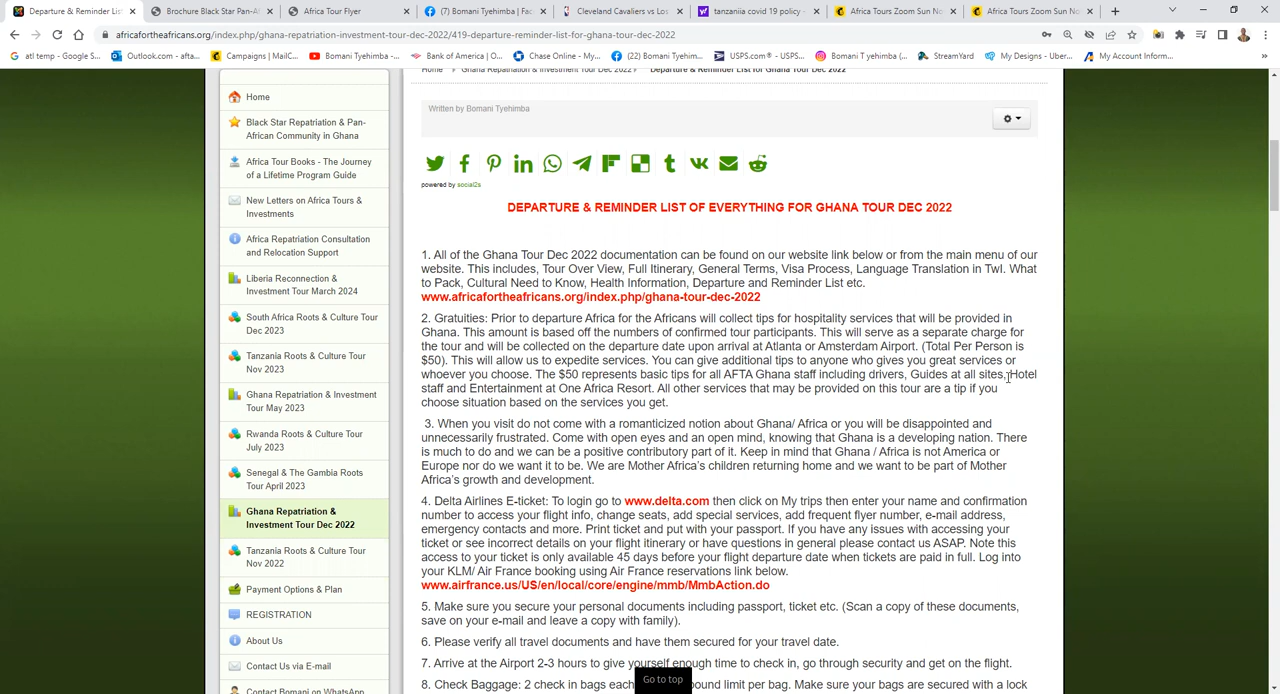 Departure & Reminder Lis
Brochure Black Star Pan-A
Africa Tour Flyer
(7) Bomani Tyehimba | Fac
Cleveland Cavaliers vs Los
tanzaniia covid 19 policy -
Africa Tours Zoom Sun No
Africa Tours Zoom Sun No
africafortheafricans.org/index.php/ghana-repatriation-investment-tour-dec-2022/419-departure-reminder-list-for-ghana-tour-dec-2022
atl temp - Google S...
Outlook.com - afta...
Campaigns | MailC...
Bomani Tyehimba -...
Bank of America | O...
Chase Online - My...
(22) Bomani Tyehi...
USPS.com® - USPS...
Bomani T yehimba (...
StreamYard
My Designs - Uber...
My Account Inform...
»
Home
Black Star Repatriation & Pan-
African Community in Ghana
Africa Tour Books - The Journey
of a Lifetime Program Guide
New Letters on Africa Tours &
Investments
Africa Repatriation Consultation
and Relocation Support
Liberia Reconnection &
Investment Tour March 2024
South Africa Roots & Culture Tour
Dec 2023
Tanzania Roots & Culture Tour
Nov 2023
Ghana Repatriation & Investment
Tour May 2023
Rwanda Roots & Culture Tour
July 2023
Senegal & The Gambia Roots
Tour April 2023
Ghana Repatriation &
Investment Tour Dec 2022
Tanzania Roots & Culture Tour
Nov 2022
Payment Options & Plan
REGISTRATION
About Us
Contact Us via E-mail
Contact Bomani on WhatsApp
Home Ghana Repatriation & Investment Tour Dec 2022 Departure & Reminder List for Ghana Tour Dec 2022
Written by Bomani Tyehimba
powered by social2s
DEPARTURE & REMINDER LIST OF EVERYTHING FOR GHANA TOUR DEC 2022
1. All of the Ghana Tour Dec 2022 documentation can be found on our website link below or from the main menu of our
website. This includes, Tour Over View, Full Itinerary, General Terms, Visa Process, Language Translation in TwI. What
to Pack, Cultural Need to Know, Health Information, Departure and Reminder List etc.
www.africafortheafricans.org/index.php/ghana-tour-dec-2022
2. Gratuities: Prior to departure Africa for the Africans will collect tips for hospitality services that will be provided in
Ghana. This amount is based off the numbers of confirmed tour participants. This will serve as a separate charge for
the tour and will be collected on the departure date upon arrival at Atlanta or Amsterdam Airport. (Total Per Person is
$50). This will allow us to expedite services. You can give additional tips to anyone who gives you great services or
whoever you choose. The $50 represents basic tips for all AFTA Ghana staff including drivers, Guides at all sites, Hotel
staff and Entertainment at One Africa Resort. All other services that may be provided on this tour are a tip if you
choose situation based on the services you get.
3. When you visit do not come with a romanticized notion about Ghana/ Africa or you will be disappointed and
unnecessarily frustrated. Come with open eyes and an open mind, knowing that Ghana is a developing nation. There
is much to do and we can be a positive contributory part of it. Keep in mind that Ghana / Africa is not America or
Europe nor do we want it to be. We are Mother Africa's children returning home and we want to be part of Mother
Africa's growth and development.
4. Delta Airlines E-ticket: To login go to www.delta.com then click on My trips then enter your name and confirmation
number to access your flight info, change seats, add special services, add frequent flyer number, e-mail address,
emergency contacts and more. Print ticket and put with your passport. If you have any issues with accessing your
ticket or see incorrect details on your flight itinerary or have questions in general please contact us ASAP. Note this
access to your ticket is only available 45 days before your flight departure date when tickets are paid in full. Log into
your KLM/ Air France booking using Air France reservations link below.
www.airfrance.us/US/en/local/core/engine/mmb/MmbAction.do
5. Make sure you secure your personal documents including passport, ticket etc. (Scan a copy of these documents,
save on your e-mail and leave a copy with family).
6. Please verify all travel documents and have them secured for your travel date.
7. Arrive at the Airport 2-3 hours to give yourself enough time to check in, go through security and get on the flight.
8. Check Baggage: 2 check in bags each ound limit per bag. Make sure your bags are secured with a lock
Go to top